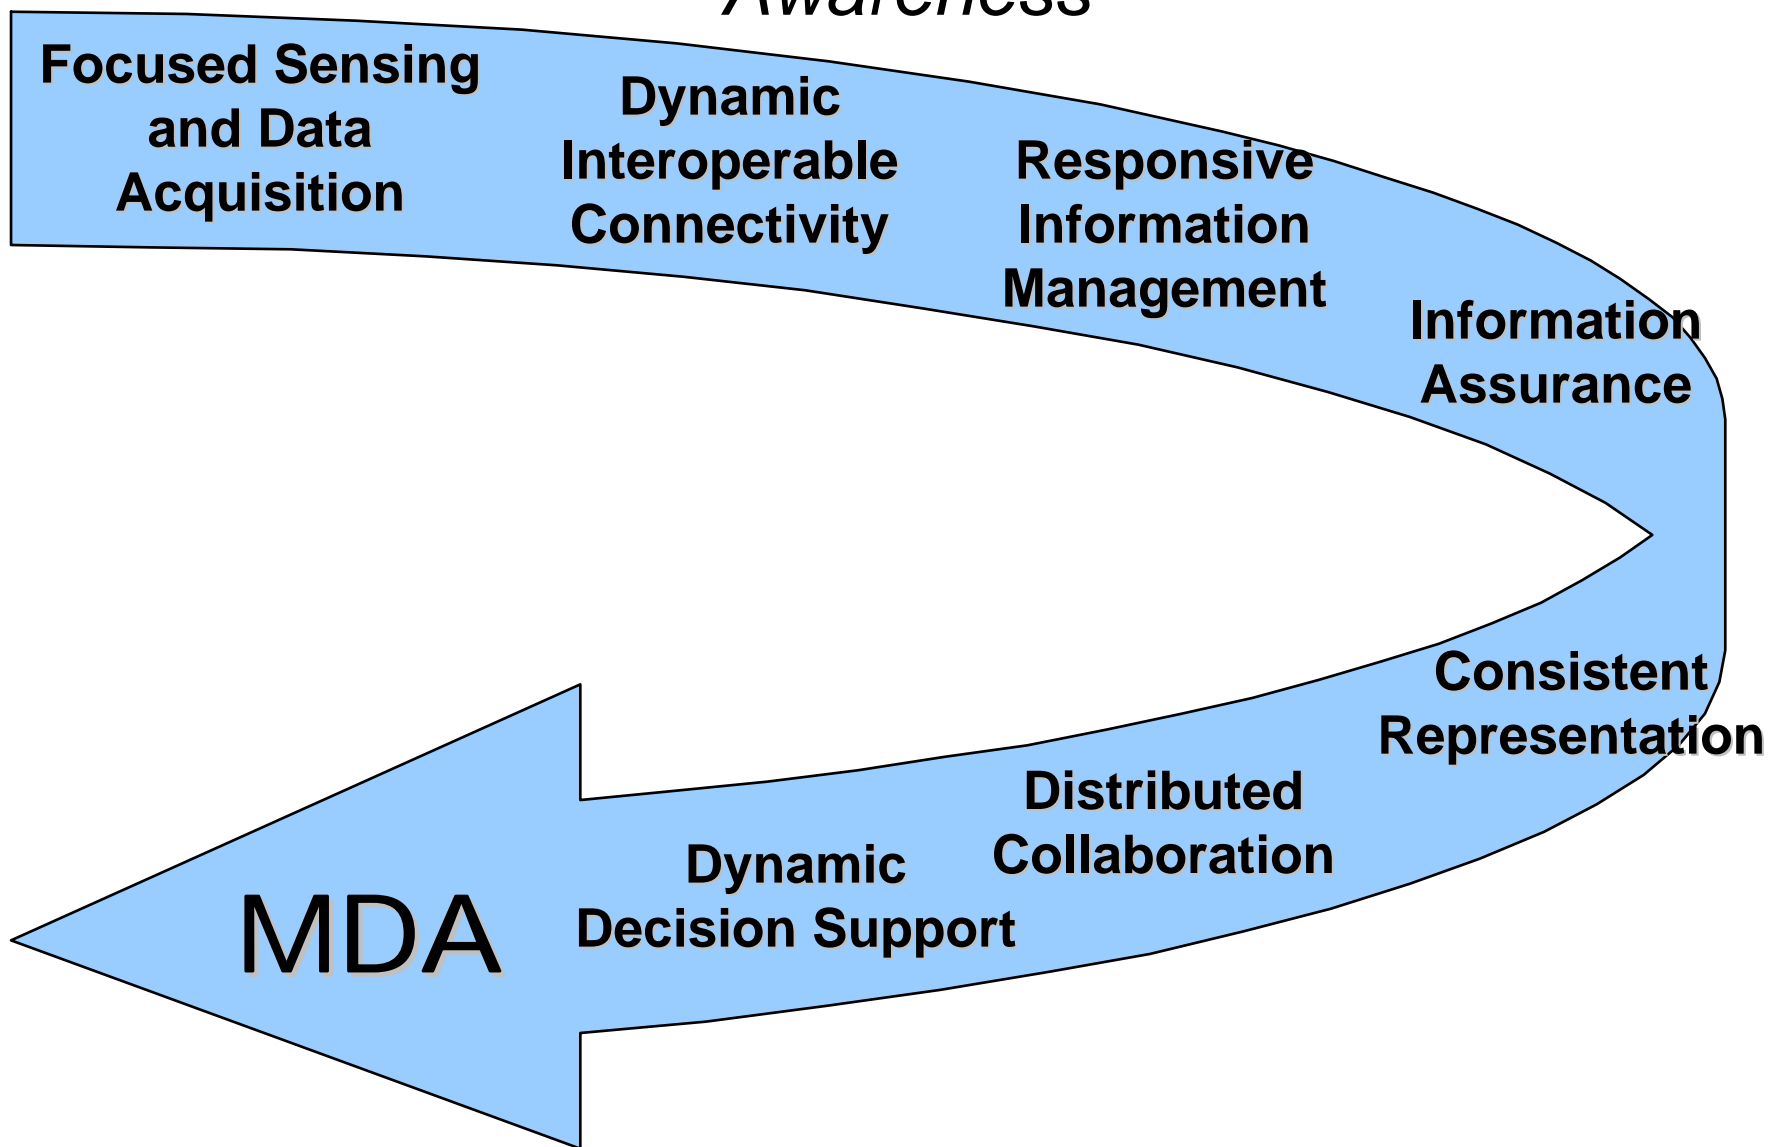 Awareness
Focused Sensing
and Data
Acquisition
Dynamic
Interoperable
Connectivity
Responsive
Information
Management
Information
Assurance
Consistent
Representation
Distributed
Collaboration
Dynamic
Decision Support
MDA